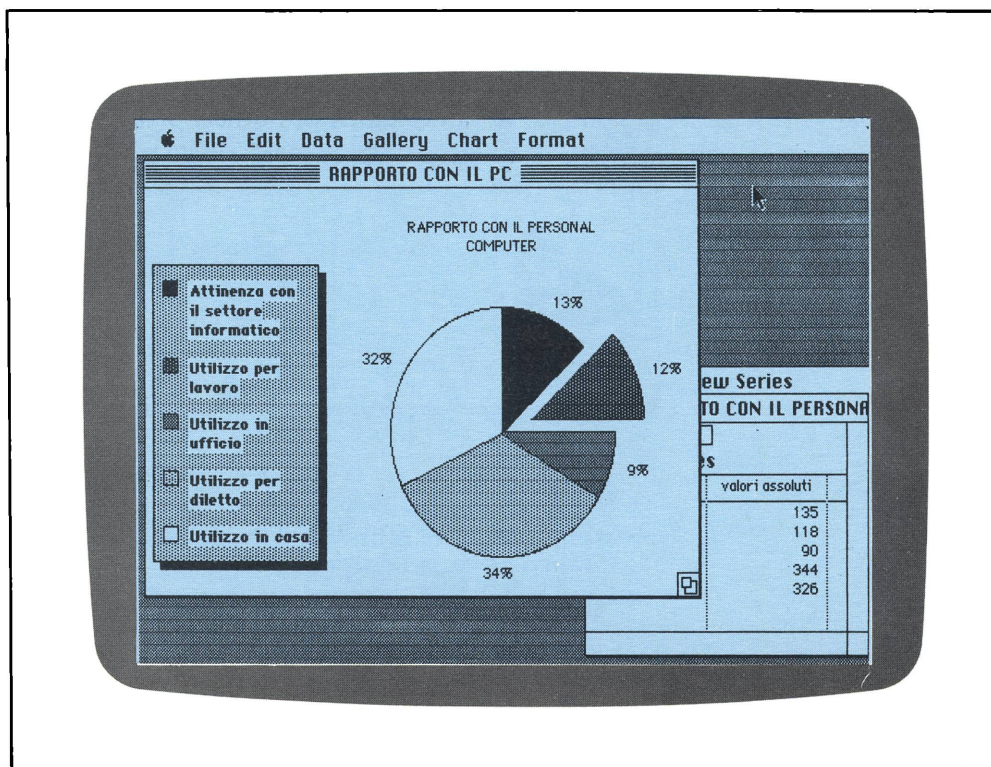 File Edit Data Gallery Chart Format
RAPPORTO CON IL PC
RAPPORTO CON IL PERSONAL
COMPUTER
Attinenza con
il settore
informatico
Utilizzo per
lavoro
Utilizzo in
ufficio
Utilizzo per
diletto
Utilizzo in casa
13%
12%
9%
34%
32%
ew Series
TO CON IL PERSONA
es
valori assoluti
135
118
90
344
326